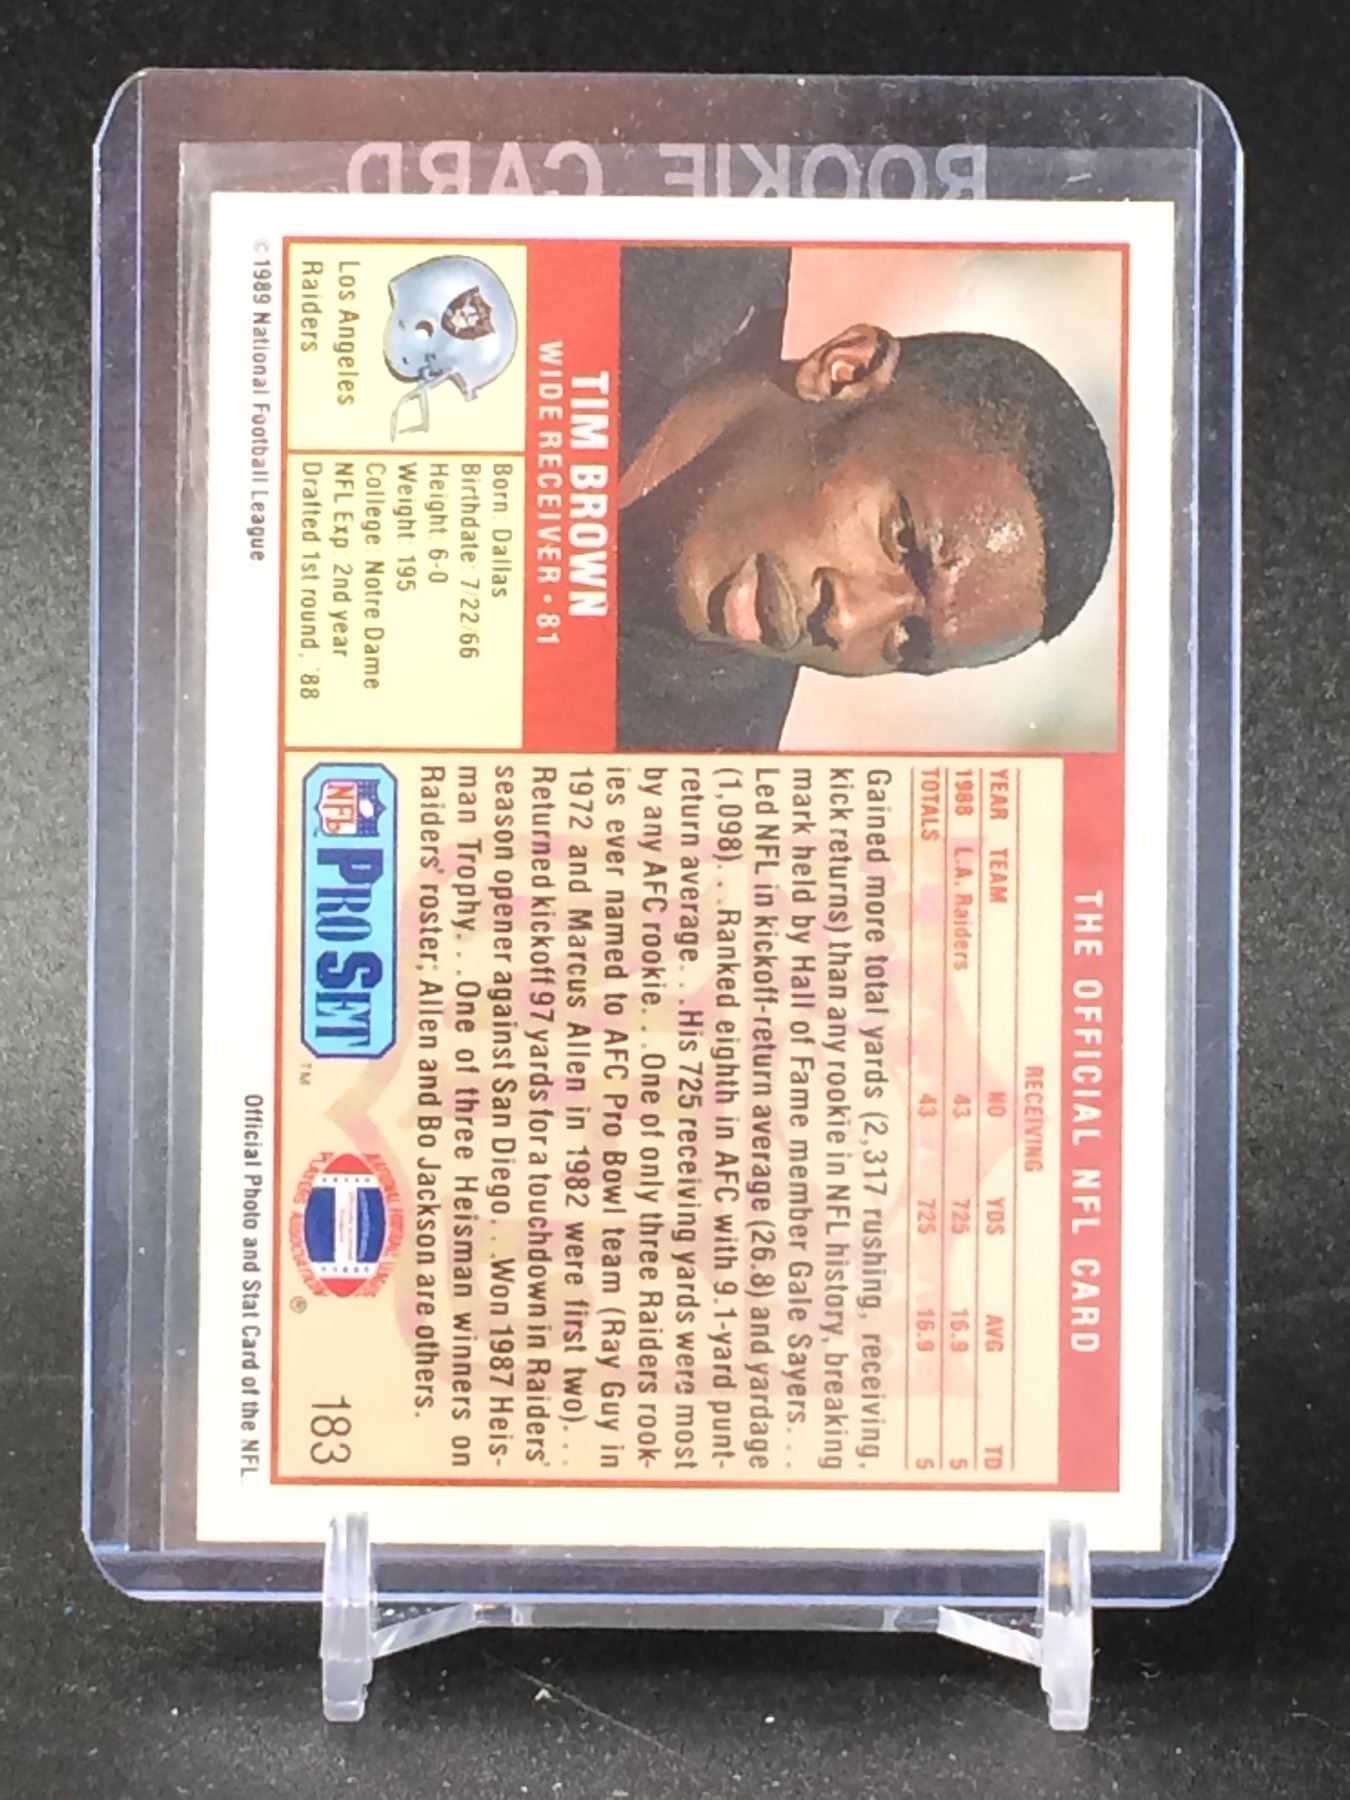 ROOKIE CARD
THE OFFICIAL NFL CARD
TIM BROWN
WIDE RECEIVER • 81
Los Angeles
Raiders
Born: Dallas
Birthdate: 7/22/66
Height: 6-0
Weight: 195
College: Notre Dame
NFL Exp: 2nd year
Drafted 1st round, '88
RECEIVING
YEAR TEAM NO YDS AVG TD
1988 L.A. Raiders 43 725 16.9 5
TOTALS 43 725 16.9 5
Gained more total yards (2,317 rushing, receiving,
kick returns) than any rookie in NFL history, breaking
mark held by Hall of Fame member Gale Sayers. . .
Led NFL in kickoff-return average (26.8) and yardage
(1,098). . .Ranked eighth in AFC with 9.1-yard punt-
return average. . .His 725 receiving yards were most
by any AFC rookie. . .One of only three Raiders rook-
ies ever named to AFC Pro Bowl team (Ray Guy in
1972 and Marcus Allen in 1982 were first two). . .
Returned kickoff 97 yards for a touchdown in Raiders'
season opener against San Diego. . .Won 1987 Heis-
man Trophy. . .One of three Heisman winners on
Raiders' roster; Allen and Bo Jackson are others.
NFL PRO SET ™
NATIONAL FOOTBALL LEAGUE
PLAYERS ASSOCIATION ®
183
© 1989 National Football League
Official Photo and Stat Card of the NFL.